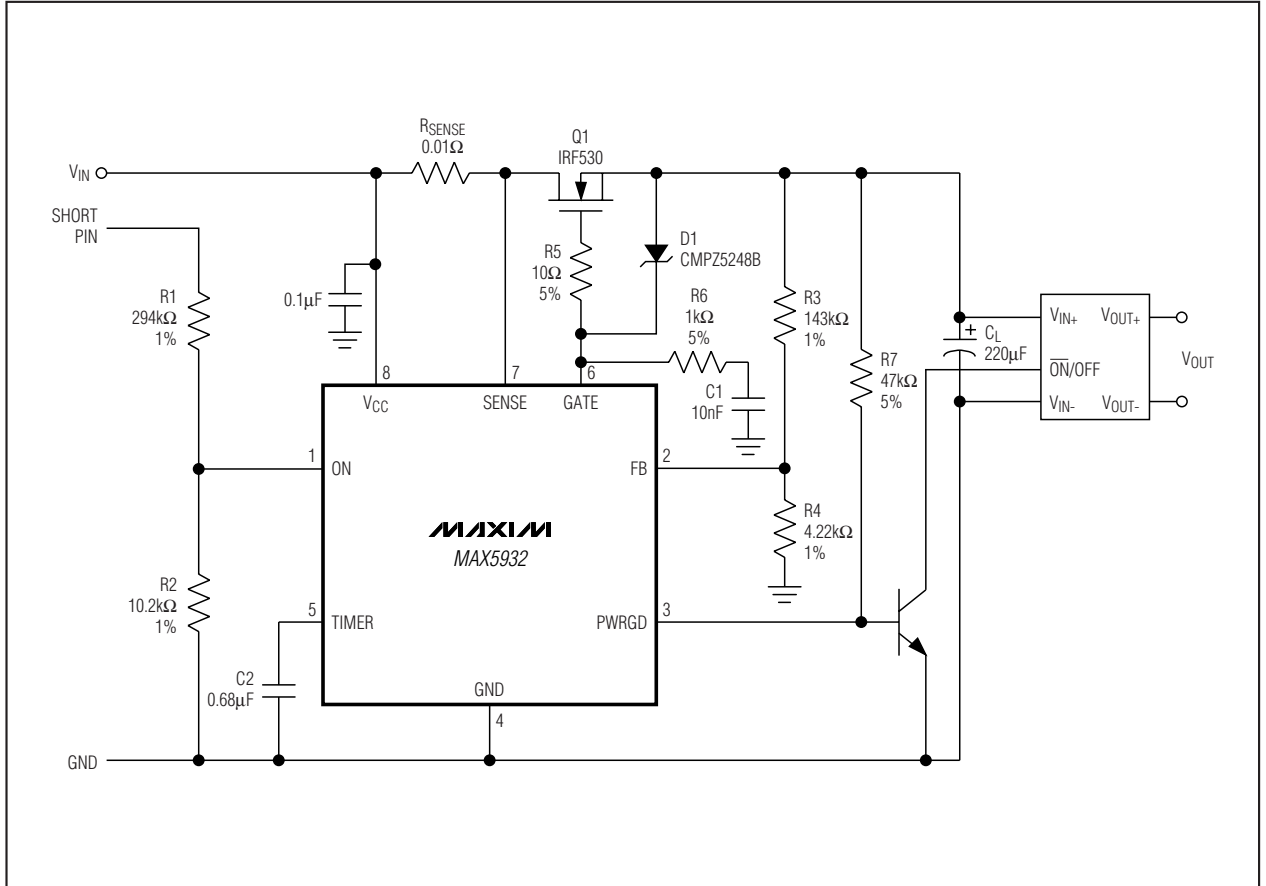 RSENSE
0.01Ω
Q1
IRF530
VIN
SHORT
PIN
R1
294kΩ
1%
0.1μF
R5
10Ω
5%
D1
CMPZ5248B
R6
1kΩ
5%
C1
10nF
R3
143kΩ
1%
R7
47kΩ
5%
CL
220μF
+
VIN+
VOUT+
ON/OFF
VIN-
VOUT-
VOUT
8
7
6
VCC
SENSE
GATE
1
ON
2
FB
MAXIM
MAX5932
R4
4.22kΩ
1%
R2
10.2kΩ
1%
5
TIMER
3
PWRGD
C2
0.68μF
GND
4
GND